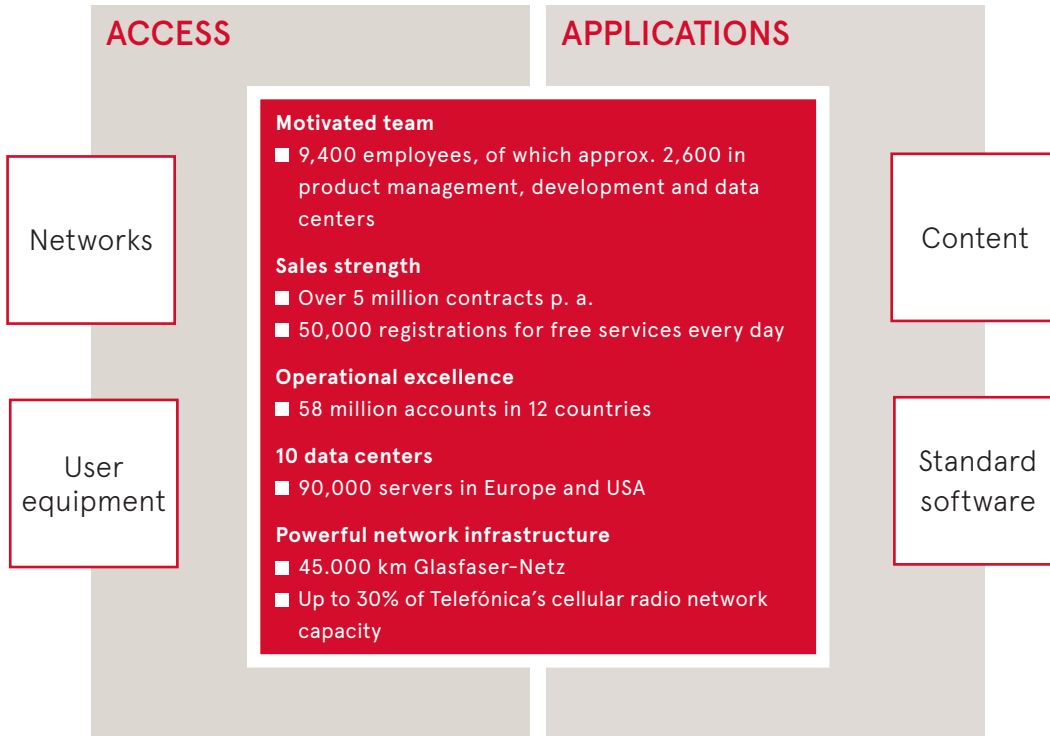 ACCESS
APPLICATIONS
Networks
User
equipment
Motivated team
9,400 employees, of which approx. 2,600 in
product management, development and data
centers
Sales strength
Over 5 million contracts p. a.
50,000 registrations for free services every day
Operational excellence
58 million accounts in 12 countries
10 data centers
90,000 servers in Europe and USA
Powerful network infrastructure
45.000 km Glasfaser-Netz
Up to 30% of Telefónica’s cellular radio network
capacity
Content
Standard
software